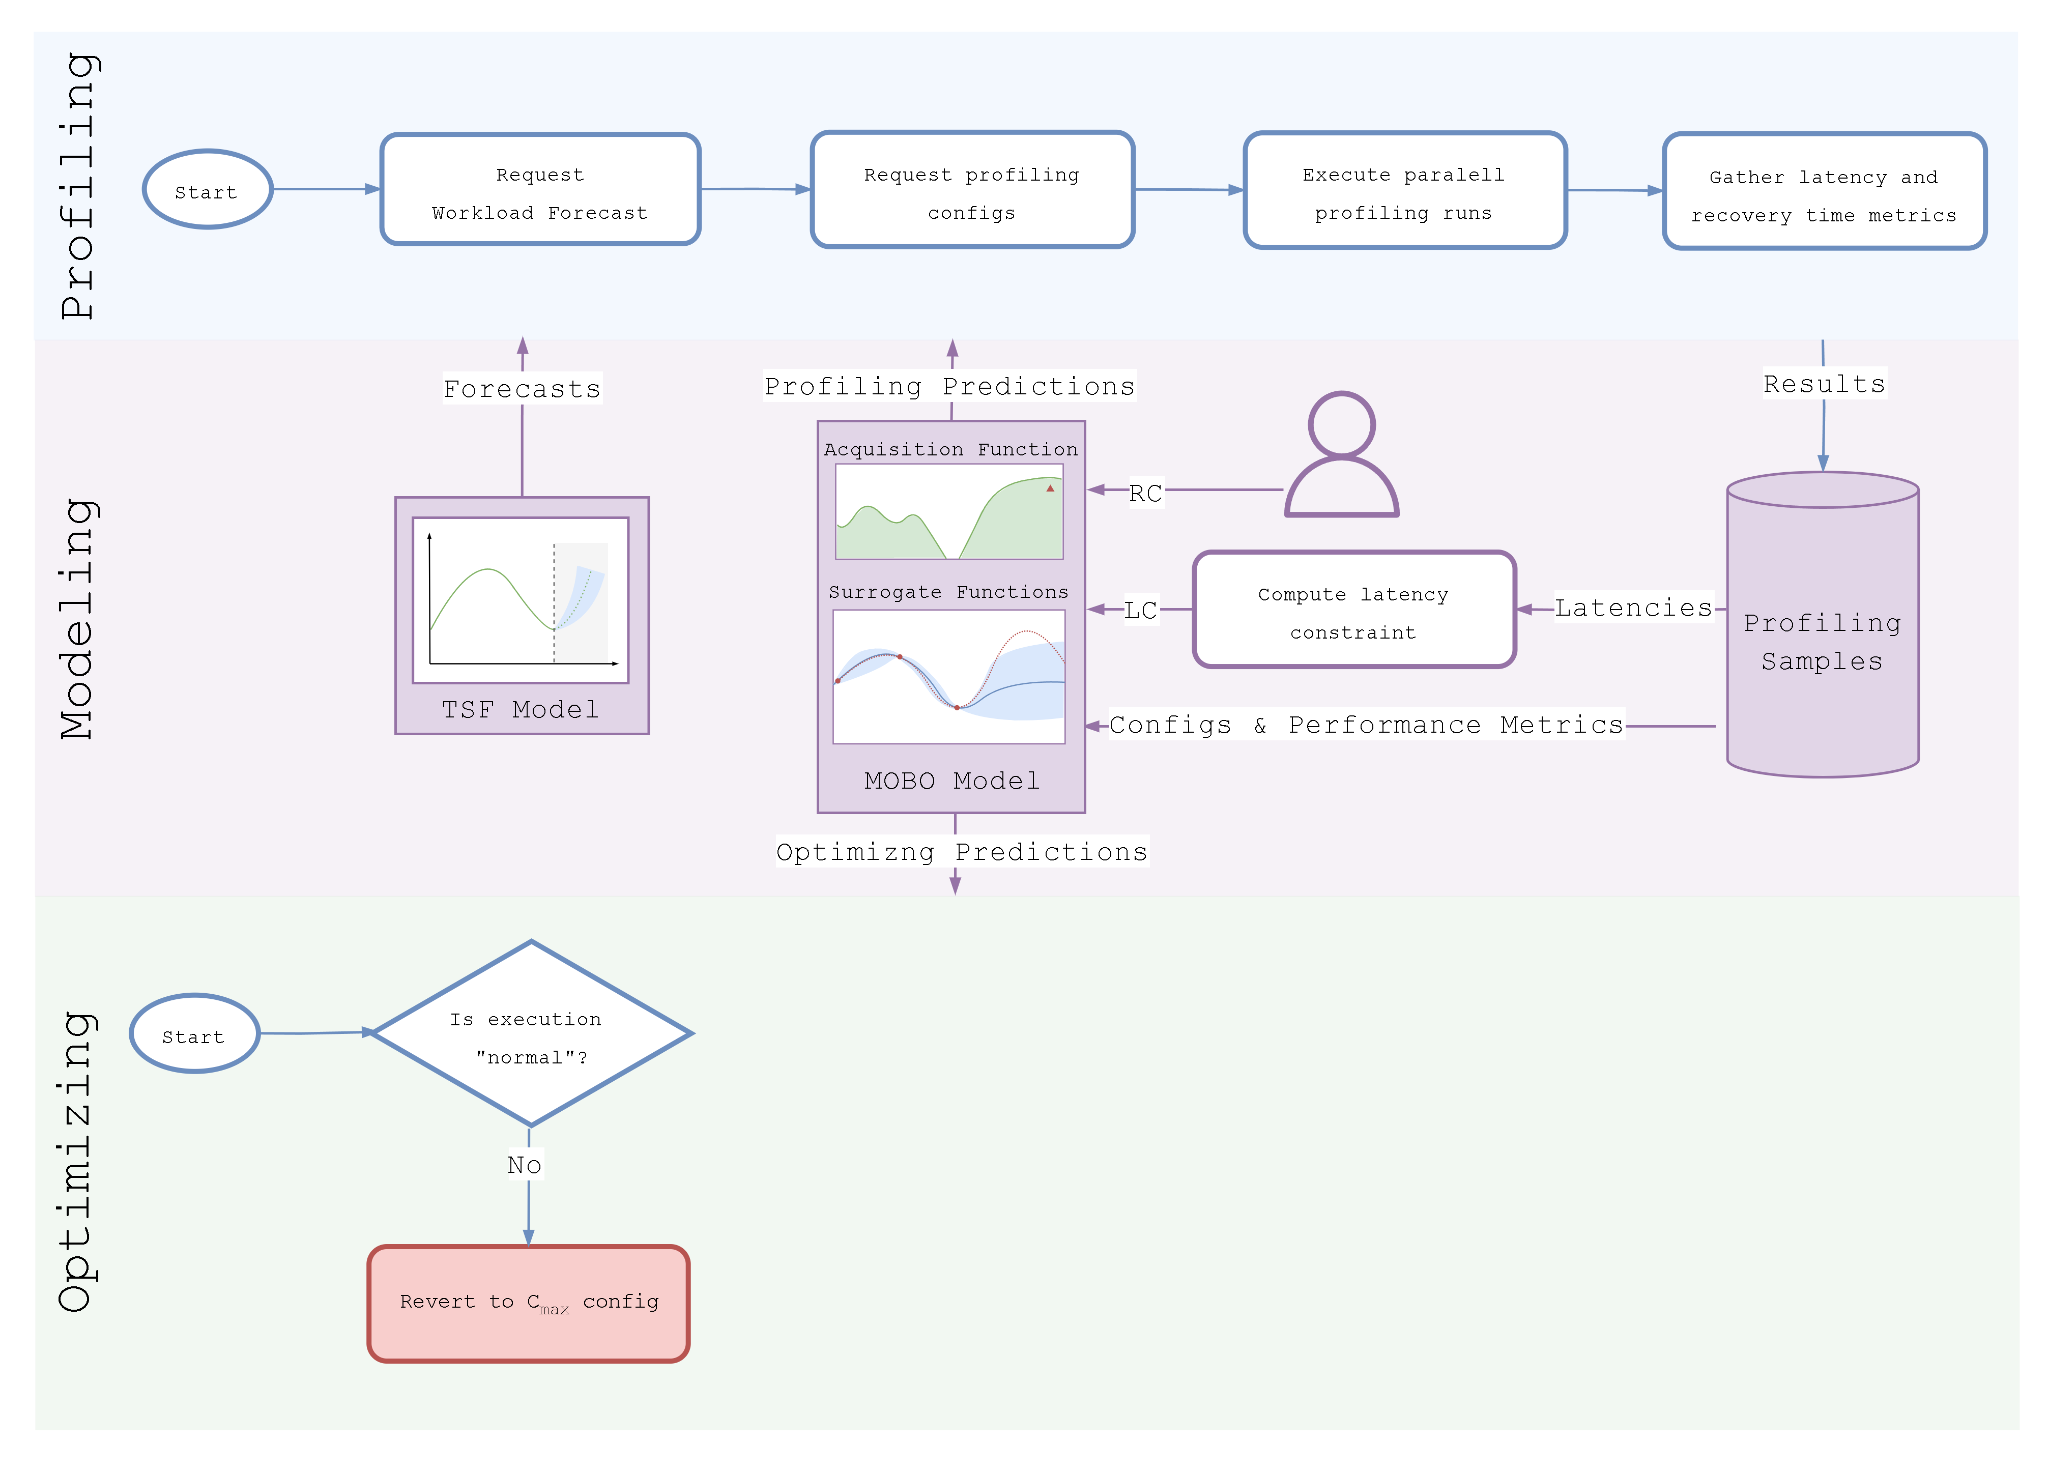 Profiling
Start
Request
Workload Forecast
Request profiling
configs
Execute paralell
profiling runs
Gather latency and
recovery time metrics
Modeling
Forecasts
Profiling Predictions
Results
TSF Model
Acquisition Function
Surrogate Functions
MOBO Model
RC
LC
Compute latency
constraint
Latencies
Configs & Performance Metrics
Profiling
Samples
Optimizng Predictions
Optimizing
Start
Is execution
"normal"?
No
Revert to Cmax config